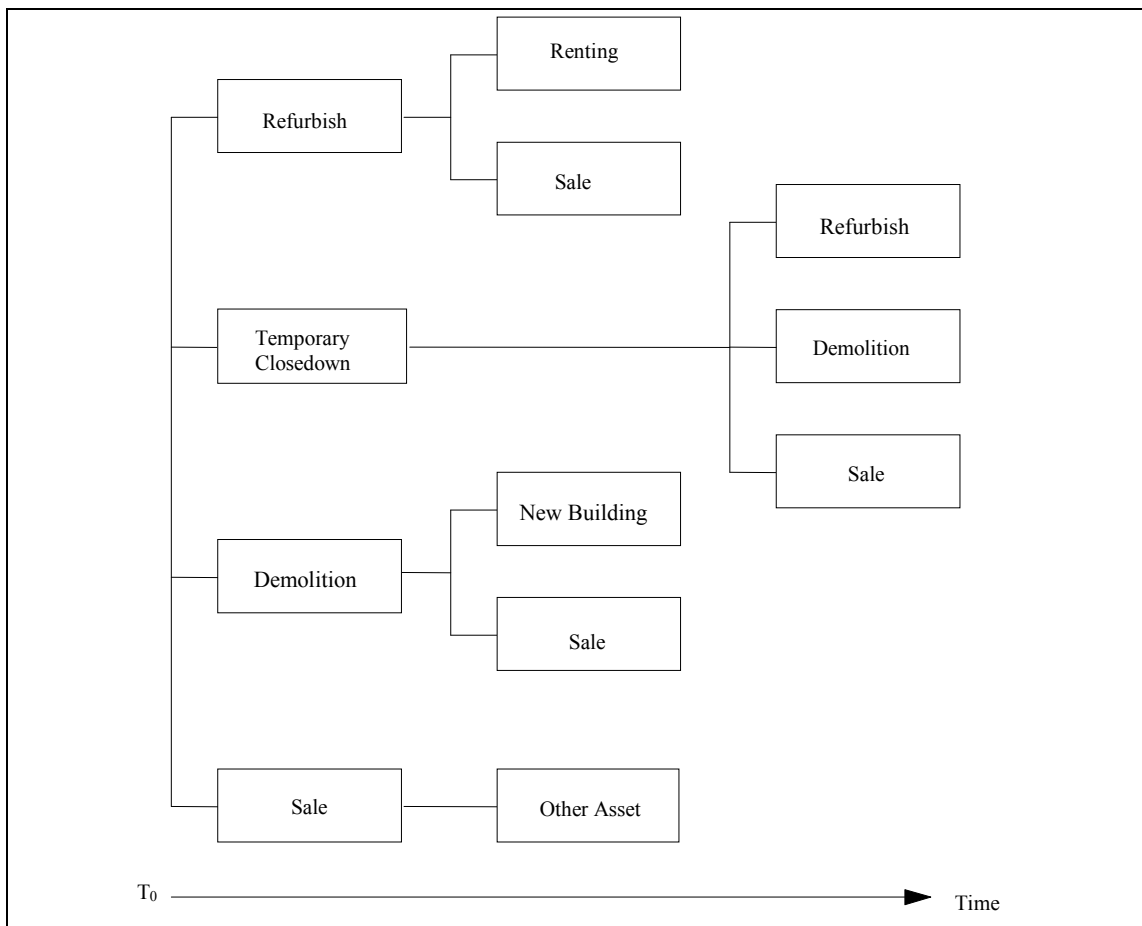 Renting
Refurbish
Sale
Refurbish
Temporary
Closedown
Demolition
Sale
New Building
Demolition
Sale
Sale
Other Asset
T₀
Time